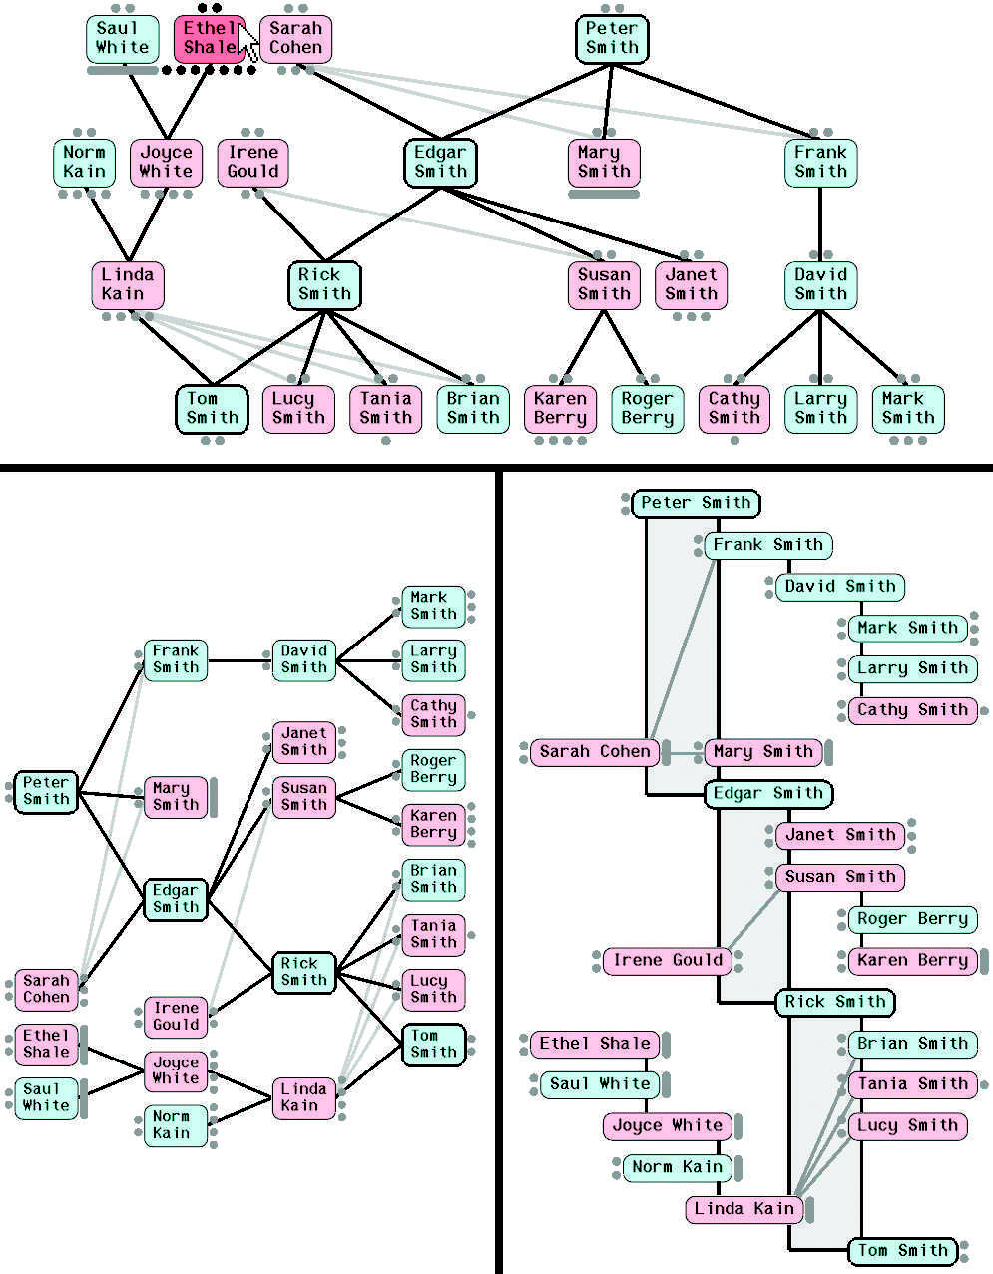 Saul
White
Ethel
Shale
Sarah
Cohen
Peter
Smith
Norm
Kain
Joyce
White
Irene
Gould
Edgar
Smith
Mary
Smith
Frank
Smith
Linda
Kain
Rick
Smith
Susan
Smith
Janet
Smith
David
Smith
Tom
Smith
Lucy
Smith
Tania
Smith
Brian
Smith
Karen
Berry
Roger
Berry
Cathy
Smith
Larry
Smith
Mark
Smith
Mark
Smith
Frank
Smith
David
Smith
Larry
Smith
Cathy
Smith
Janet
Smith
Roger
Berry
Peter
Smith
Mary
Smith
Susan
Smith
Karen
Berry
Brian
Smith
Edgar
Smith
Tania
Smith
Rick
Smith
Sarah
Cohen
Lucy
Smith
Irene
Gould
Ethel
Shale
Tom
Smith
Joyce
White
Saul
White
Linda
Kain
Norm
Kain
Peter Smith
Frank Smith
David Smith
Mark Smith
Larry Smith
Cathy Smith
Sarah Cohen
Mary Smith
Edgar Smith
Janet Smith
Susan Smith
Roger Berry
Irene Gould
Karen Berry
Rick Smith
Ethel Shale
Brian Smith
Saul White
Tania Smith
Joyce White
Lucy Smith
Norm Kain
Linda Kain
Tom Smith